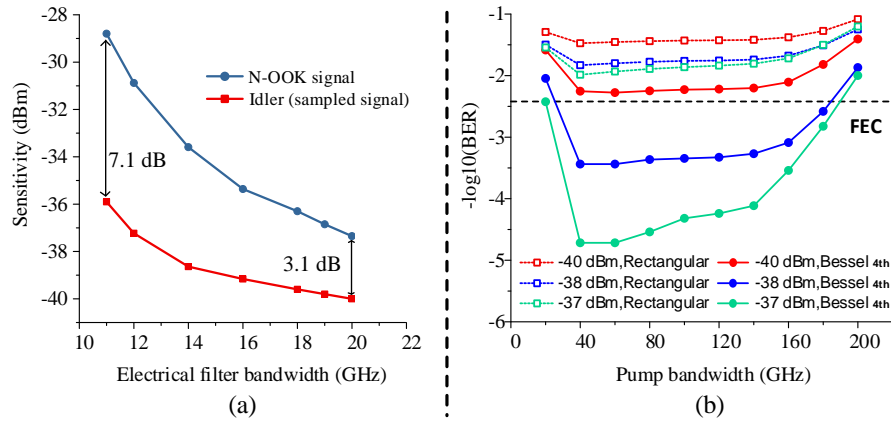 -28
-30
-32
-34
-36
-38
-40
Sensitivity (dBm)
N-OOK signal
Idler (sampled signal)
7.1 dB
3.1 dB
10 12 14 16 18 20 22
Electrical filter bandwidth (GHz)
(a)
-1
-2
-3
-4
-5
-6
-log10(BER)
FEC
-40 dBm,Rectangular -40 dBm,Bessel 4th
-38 dBm,Rectangular -38 dBm,Bessel 4th
-37 dBm,Rectangular -37 dBm,Bessel 4th
0 40 80 120 160 200
Pump bandwidth (GHz)
(b)